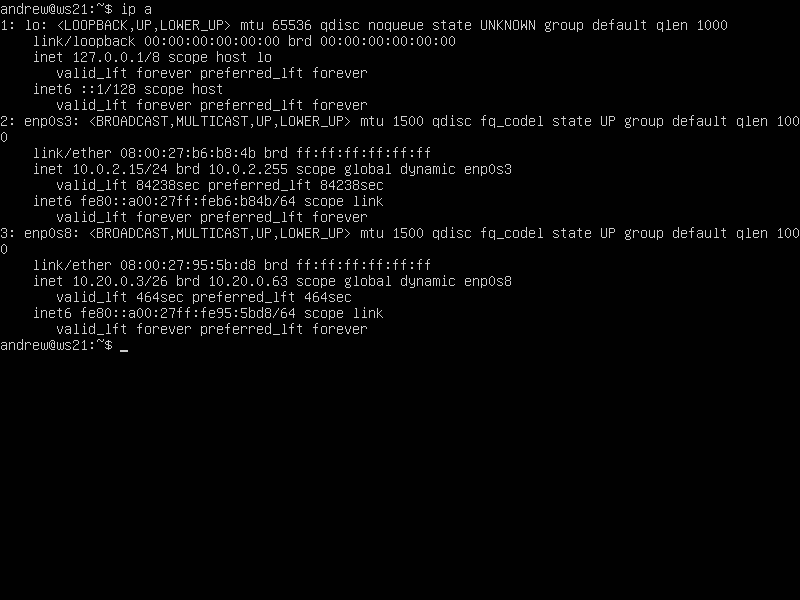 andrew@ws21:~$ ip a
1: lo: <LOOPBACK,UP,LOWER_UP> mtu 65536 qdisc noqueue state UNKNOWN group default qlen 1000
    link/loopback 00:00:00:00:00:00 brd 00:00:00:00:00:00
    inet 127.0.0.1/8 scope host lo
       valid_lft forever preferred_lft forever
    inet6 ::1/128 scope host
       valid_lft forever preferred_lft forever
2: enp0s3: <BROADCAST,MULTICAST,UP,LOWER_UP> mtu 1500 qdisc fq_codel state UP group default qlen 100
0
    link/ether 08:00:27:b6:b8:4b brd ff:ff:ff:ff:ff:ff
    inet 10.0.2.15/24 brd 10.0.2.255 scope global dynamic enp0s3
       valid_lft 84238sec preferred_lft 84238sec
    inet6 fe80::a00:27ff:feb6:b84b/64 scope link
       valid_lft forever preferred_lft forever
3: enp0s8: <BROADCAST,MULTICAST,UP,LOWER_UP> mtu 1500 qdisc fq_codel state UP group default qlen 100
0
    link/ether 08:00:27:95:5b:d8 brd ff:ff:ff:ff:ff:ff
    inet 10.20.0.3/26 brd 10.20.0.63 scope global dynamic enp0s8
       valid_lft 464sec preferred_lft 464sec
    inet6 fe80::a00:27ff:fe95:5bd8/64 scope link
       valid_lft forever preferred_lft forever
andrew@ws21:~$ _